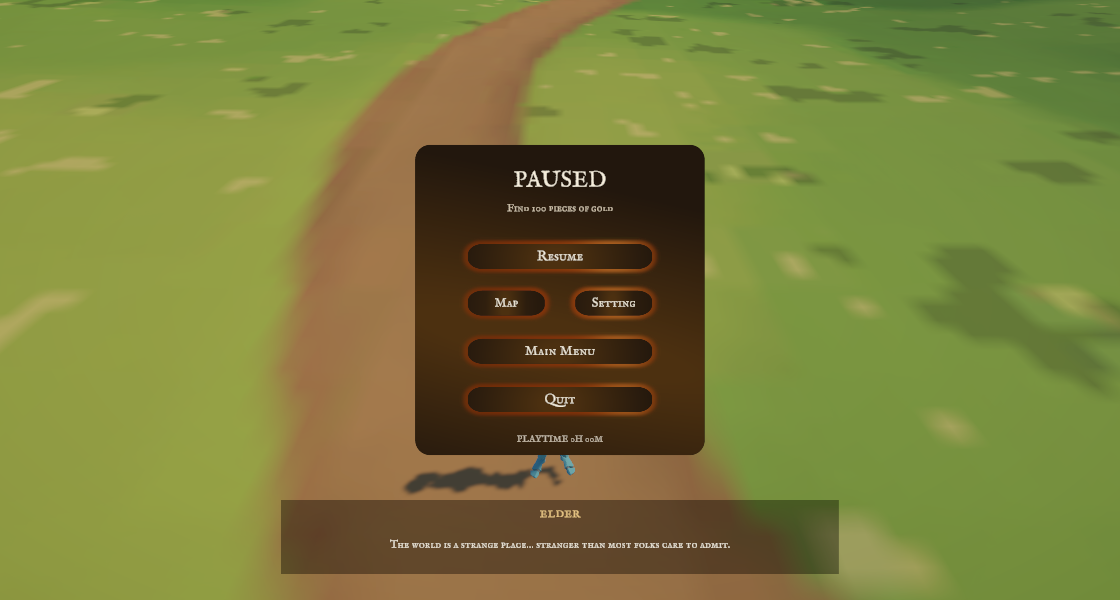 PAUSED
Find 100 pieces of gold
Resume
Map
Setting
Main Menu
Quit
PLAYTIME 0H 00M
ELDER
The world is a strange place... stranger than most folks care to admit.